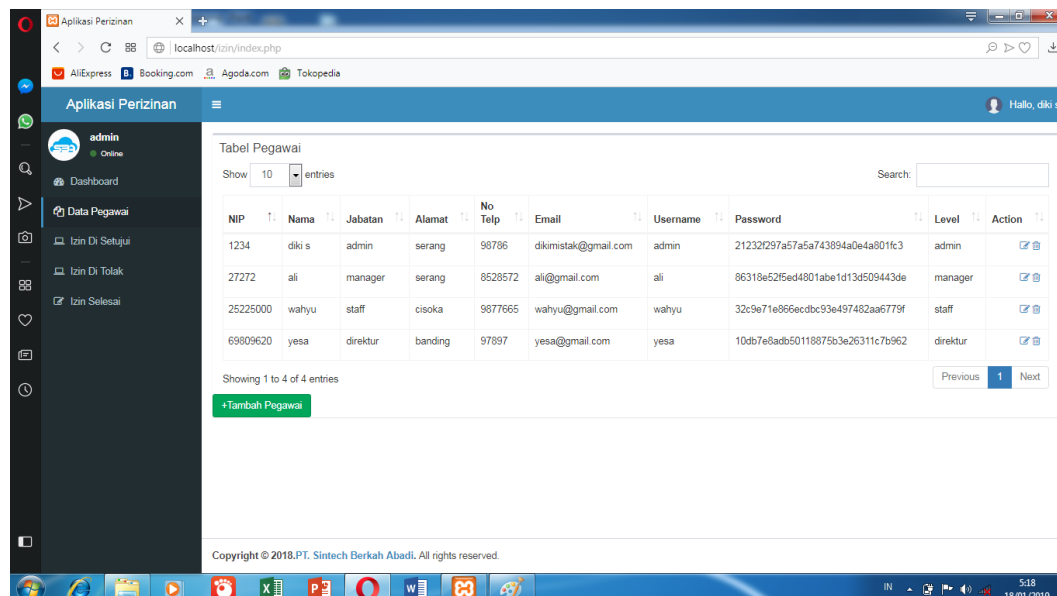 Aplikasi Perizinan
localhost/izin/index.php
AliExpress B. Booking.com a Agoda.com Tokopedia
Aplikasi Perizinan
Hallo, diki s
admin
Online
Dashboard
Data Pegawai
Izin Di Setujui
Izin Di Tolak
Izin Selesai
Tabel Pegawai
Show 10 entries Search:
NIP Nama Jabatan Alamat No Telp Email Username Password Level Action
1234 diki s admin serang 98786 dikimistak@gmail.com admin 21232f297a57a5a743894a0e4a801fc3 admin
27272 ali manager serang 8528572 ali@gmail.com ali 86318e52f5ed4801abe1d13d509443de manager
25225000 wahyu staff cisoka 9877665 wahyu@gmail.com wahyu 32c9e71e866ecdbc93e497482aa6779f staff
69809620 yesa direktur banding 97897 yesa@gmail.com yesa 10db7e8adb50118875b3e26311c7b962 direktur
Showing 1 to 4 of 4 entries Previous 1 Next
+Tambah Pegawai
Copyright © 2018.PT. Sintech Berkah Abadi. All rights reserved.
IN 5:18
18/01/2019